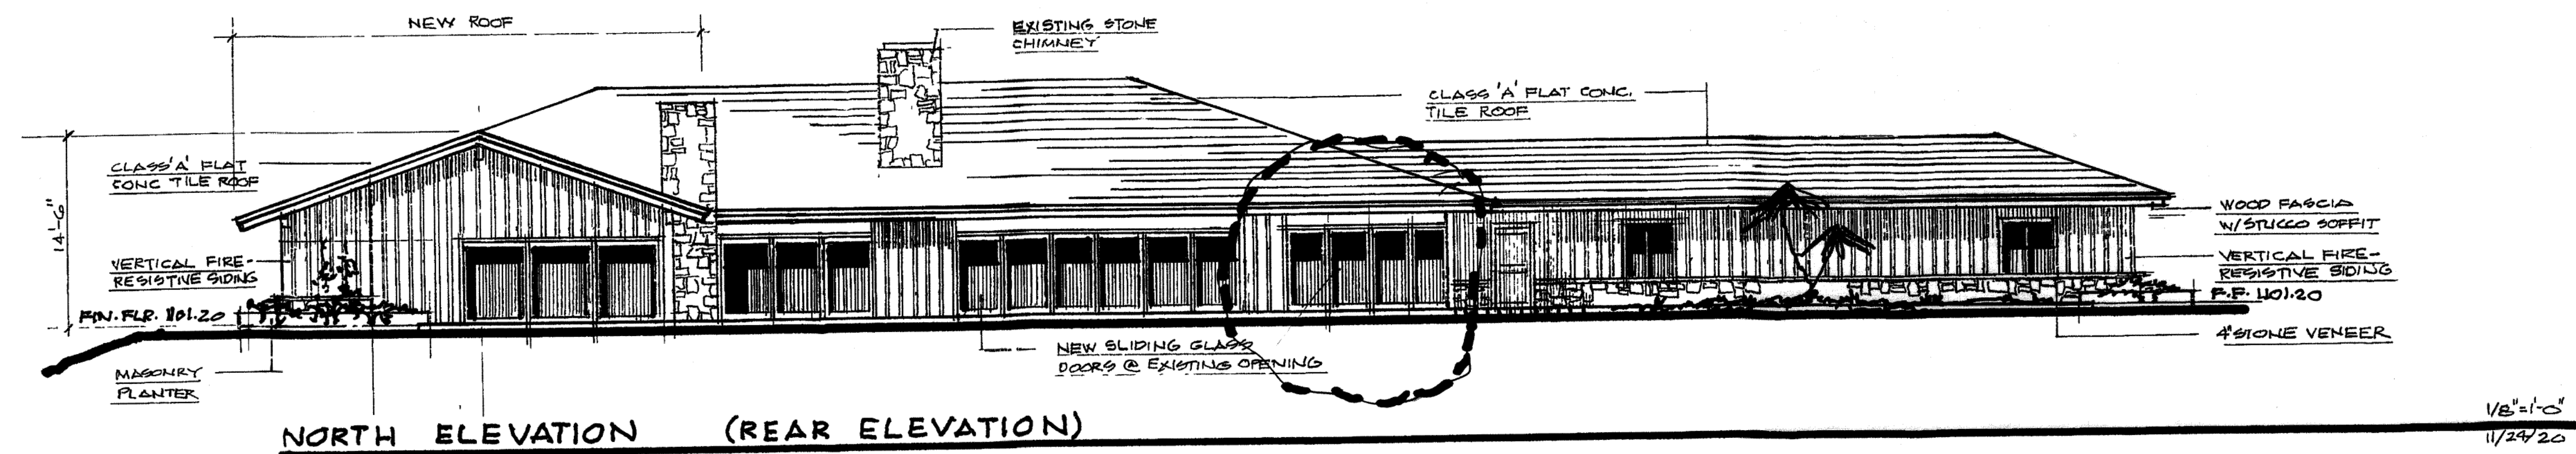 NEW ROOF
EXISTING STONE
CHIMNEY
CLASS 'A' FLAT CONC.
TILE ROOF
CLASS 'A' FLAT
CONC TILE ROOF
14'-6"
VERTICAL FIRE-
RESISTIVE SIDING
FIN. FLR. 1101.20
MASONRY
PLANTER
NEW SLIDING GLASS
DOORS @ EXISTING OPENING
WOOD FASCIA
W/STUCCO SOFFIT
VERTICAL FIRE-
RESISTIVE SIDING
F.F. 1101.20
4" STONE VENEER
NORTH ELEVATION (REAR ELEVATION)
1/8"=1'-0"
11/24/20